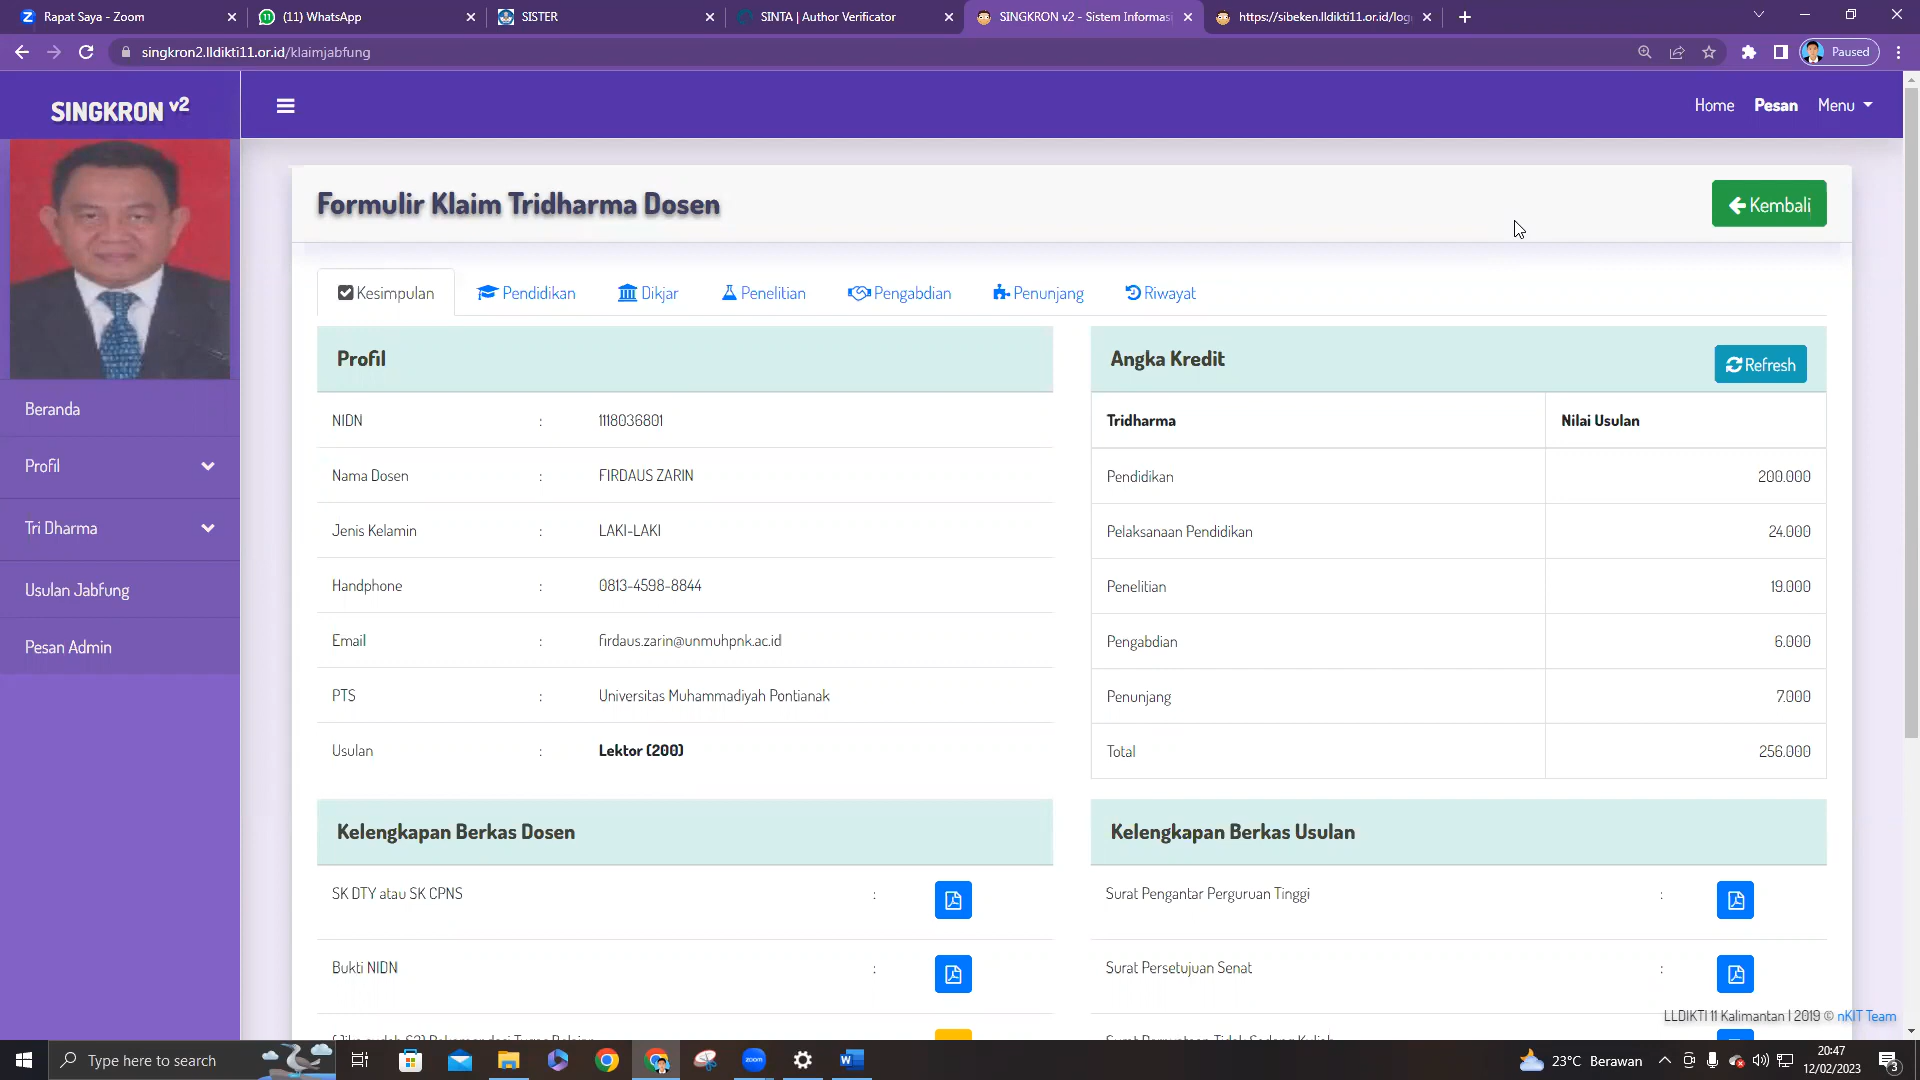 Rapat Saya - Zoom
(11) WhatsApp
SISTER
SINTA | Author Verificator
SINGKRON v2 - Sistem Informasi
https://sibeken.lldikti11.or.id/log
singkron2.lldikti11.or.id/klaimjabfung
Paused
SINGKRON v2
Home
Pesan
Menu
Formulir Klaim Tridharma Dosen
Kembali
Kesimpulan
Pendidikan
Dikjar
Penelitian
Pengabdian
Penunjang
Riwayat
Profil
NIDN : 1118036801
Nama Dosen : FIRDAUS ZARIN
Jenis Kelamin : LAKI-LAKI
Handphone : 0813-4598-8844
Email : firdaus.zarin@unmuhpnk.ac.id
PTS : Universitas Muhammadiyah Pontianak
Usulan : Lektor (200)
Angka Kredit
Refresh
Tridharma Nilai Usulan
Pendidikan 200.000
Pelaksanaan Pendidikan 24.000
Penelitian 19.000
Pengabdian 6.000
Penunjang 7.000
Total 256.000
Beranda
Profil
Tri Dharma
Usulan Jabfung
Pesan Admin
Kelengkapan Berkas Dosen
SK DTY atau SK CPNS :
Bukti NIDN :
Kelengkapan Berkas Usulan
Surat Pengantar Perguruan Tinggi :
Surat Persetujuan Senat :
LLDIKTI 11 Kalimantan | 2019 © nKIT Team
Type here to search
zoom
23°C Berawan
20:47
12/02/2023
3